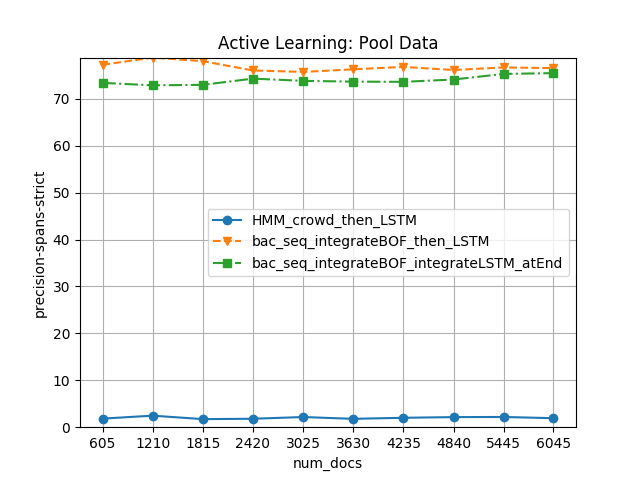 Active Learning: Pool Data
precision-spans-strict
70
60
50
40
30
20
10
0
HMM_crowd_then_LSTM
bac_seq_integrateBOF_then_LSTM
bac_seq_integrateBOF_integrateLSTM_atEnd
605 1210 1815 2420 3025 3630 4235 4840 5445 6045
num_docs